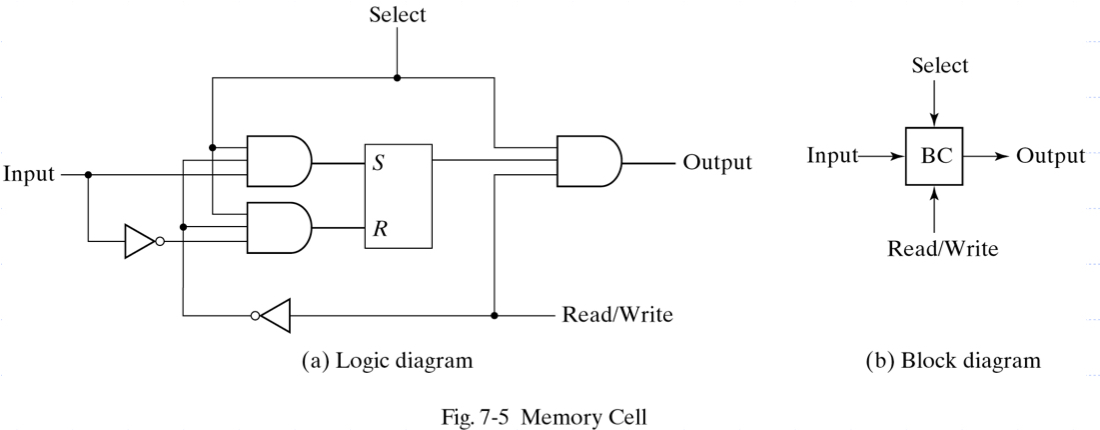 Select
Input
S
R
Output
Read/Write
(a) Logic diagram
Select
Input
BC
Output
Read/Write
(b) Block diagram
Fig. 7-5 Memory Cell